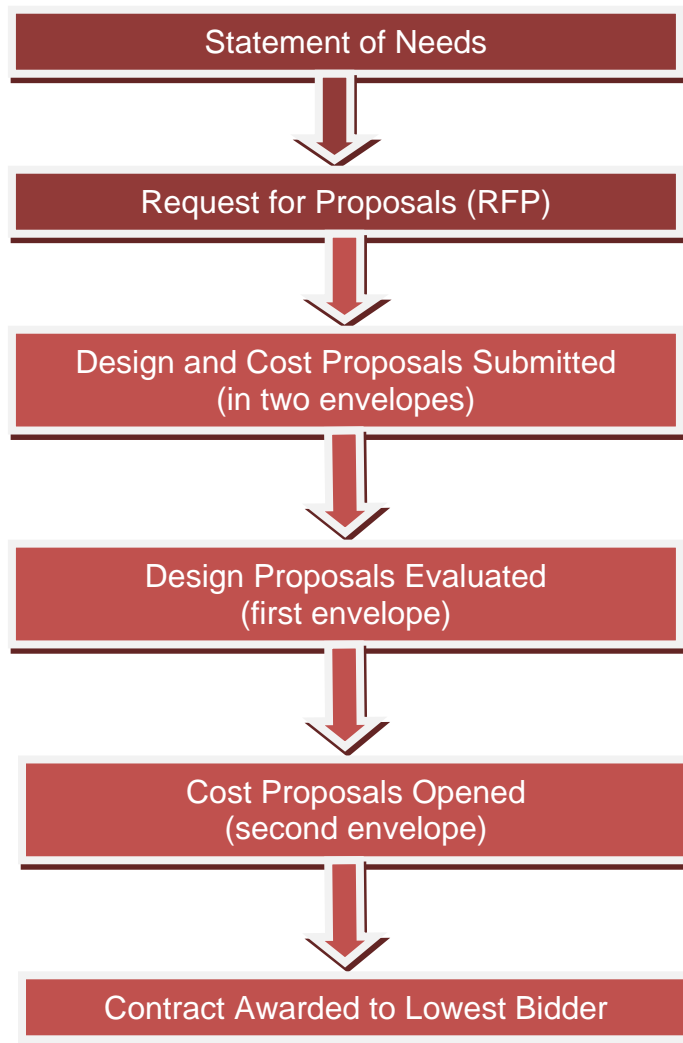 Statement of Needs
Request for Proposals (RFP)
Design and Cost Proposals Submitted
(in two envelopes)
Design Proposals Evaluated
(first envelope)
Cost Proposals Opened
(second envelope)
Contract Awarded to Lowest Bidder